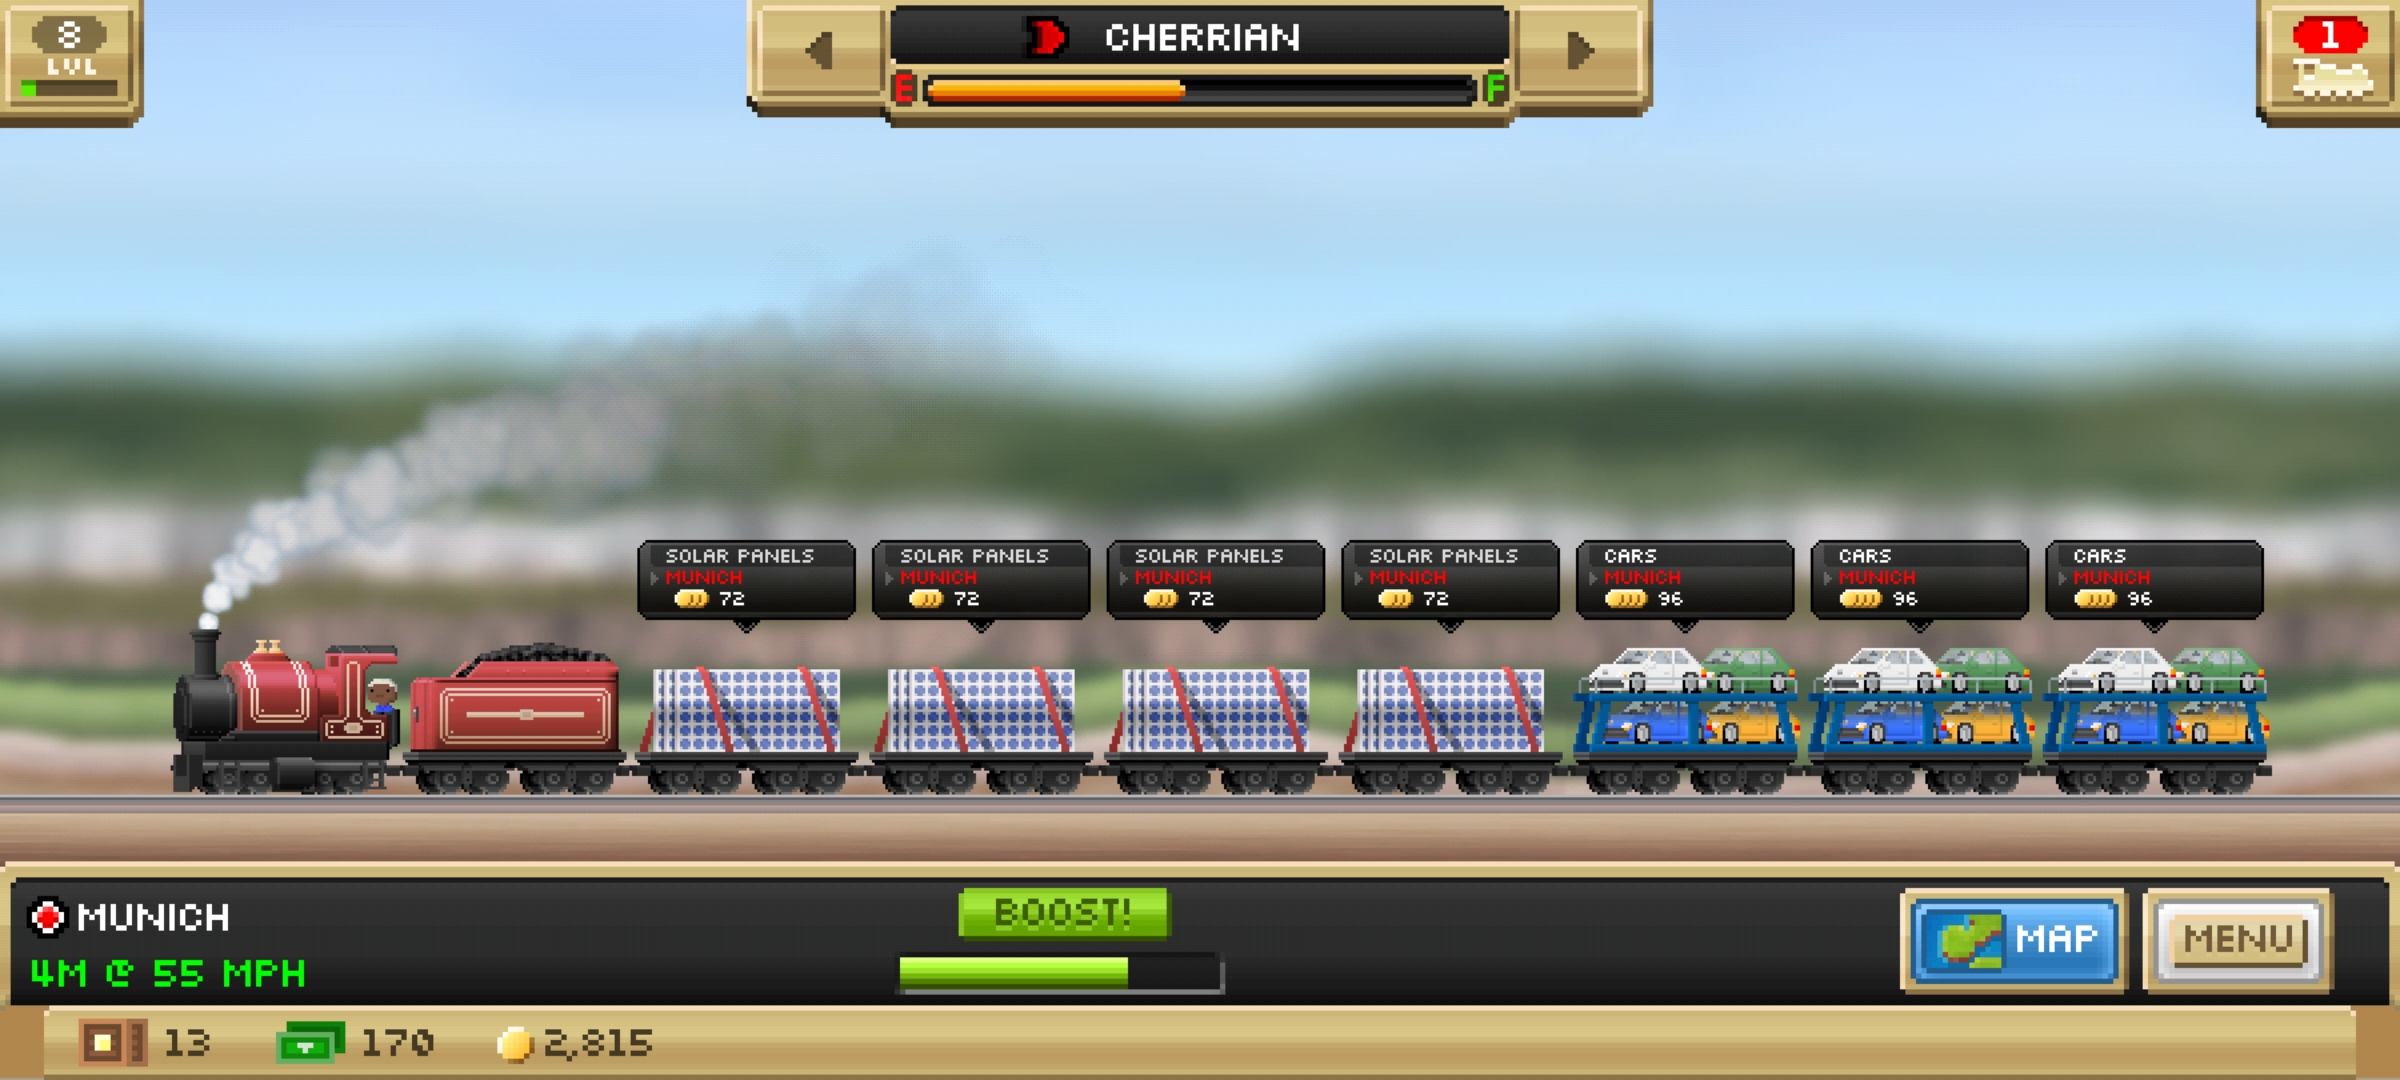 8
LVL
CHERRIAN
E F
1
SOLAR PANELS
MUNICH
72
SOLAR PANELS
MUNICH
72
SOLAR PANELS
MUNICH
72
SOLAR PANELS
MUNICH
72
CARS
MUNICH
96
CARS
MUNICH
96
CARS
MUNICH
96
MUNICH
4M @ 55 MPH
BOOST!
MAP
MENU
13
170
2,815